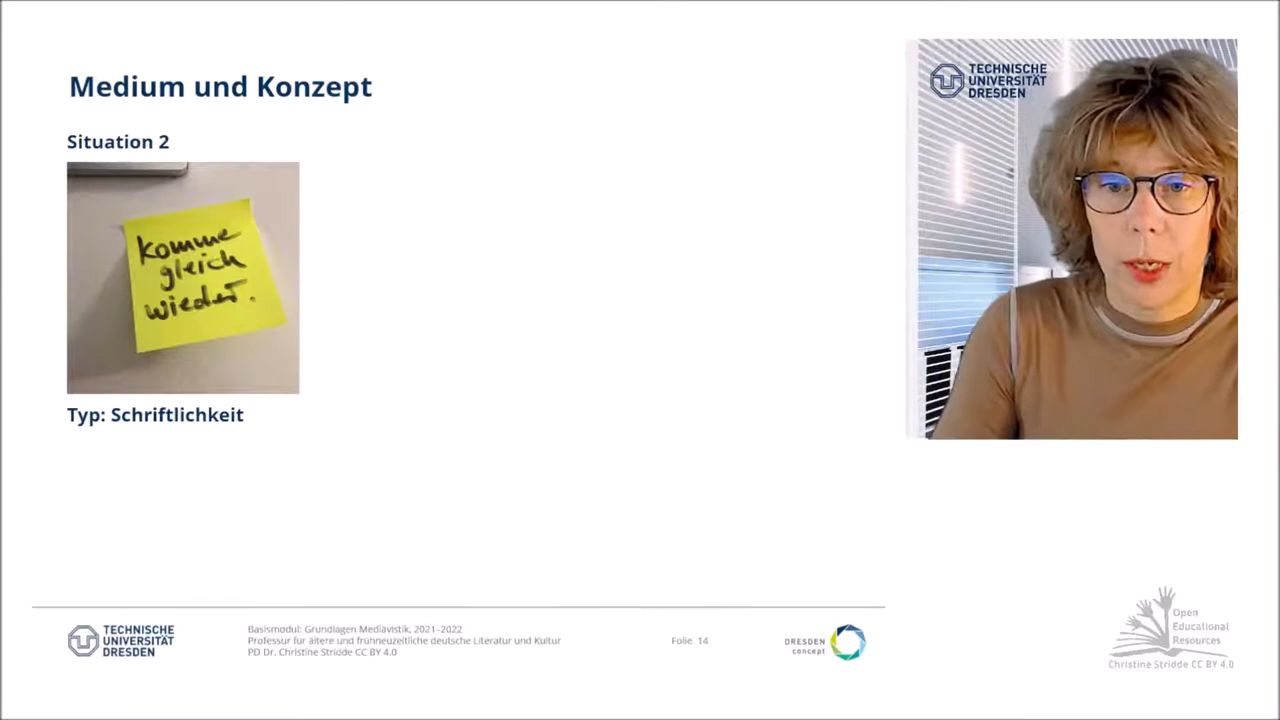 Medium und Konzept
Situation 2
komme
gleich
wieder.
Typ: Schriftlichkeit
TECHNISCHE
UNIVERSITÄT
DRESDEN
TECHNISCHE
UNIVERSITÄT
DRESDEN
Basismodul: Grundlagen Mediävistik, 2021-2022
Professur für ältere und frühneuzeitliche deutsche Literatur und Kultur
PD Dr. Christine Stridde CC BY 4.0
Folie 14
DRESDEN
concept
Open
Educational
Resources
Christine Stridde CC BY 4.0